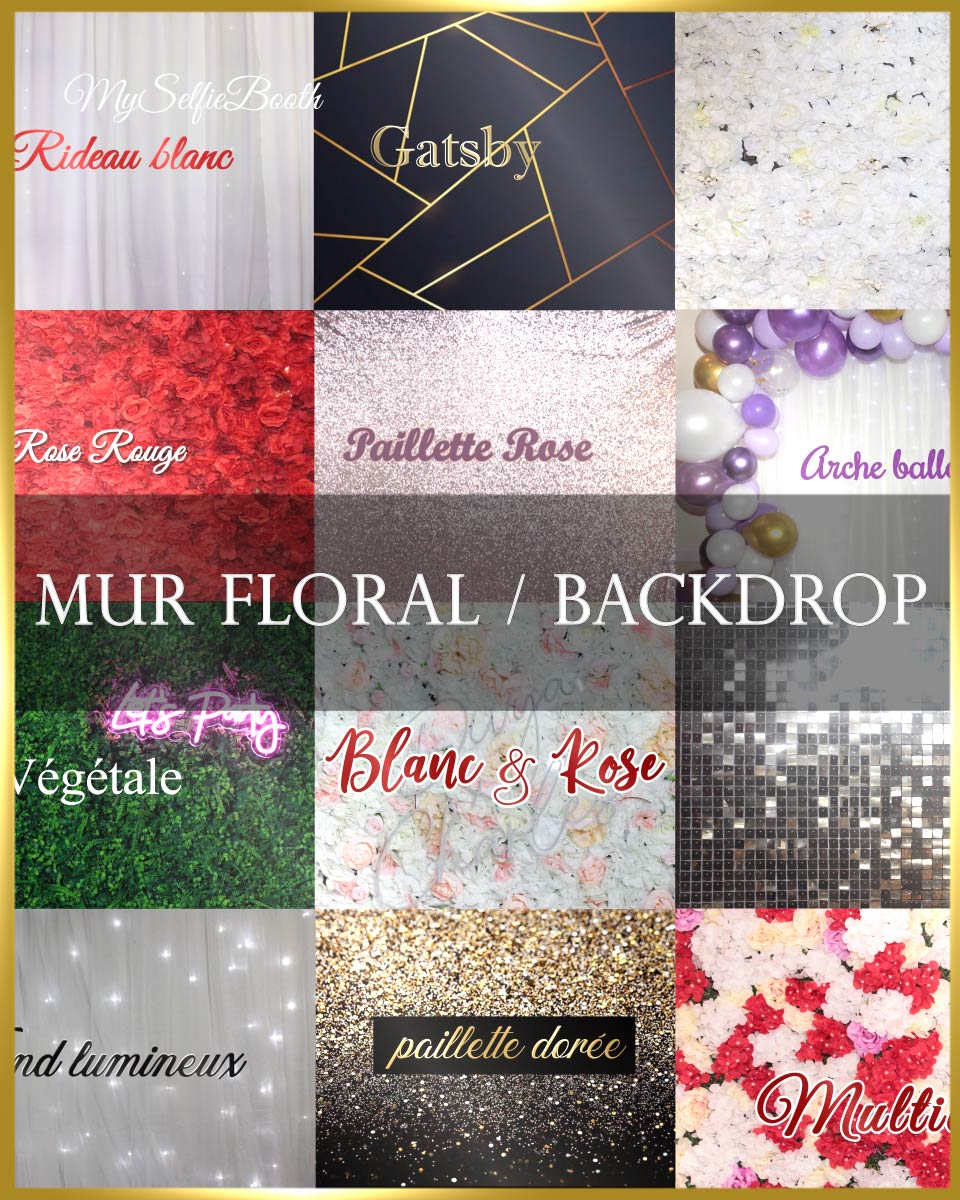 MySelfieBooth
Rideau blanc
Gatsby
Rose Rouge
Paillette Rose
Arche ballo
MUR FLORAL / BACKDROP
Let's Party
Végétale
Blanc & Rose
nd lumineux
paillette dorée
Multi